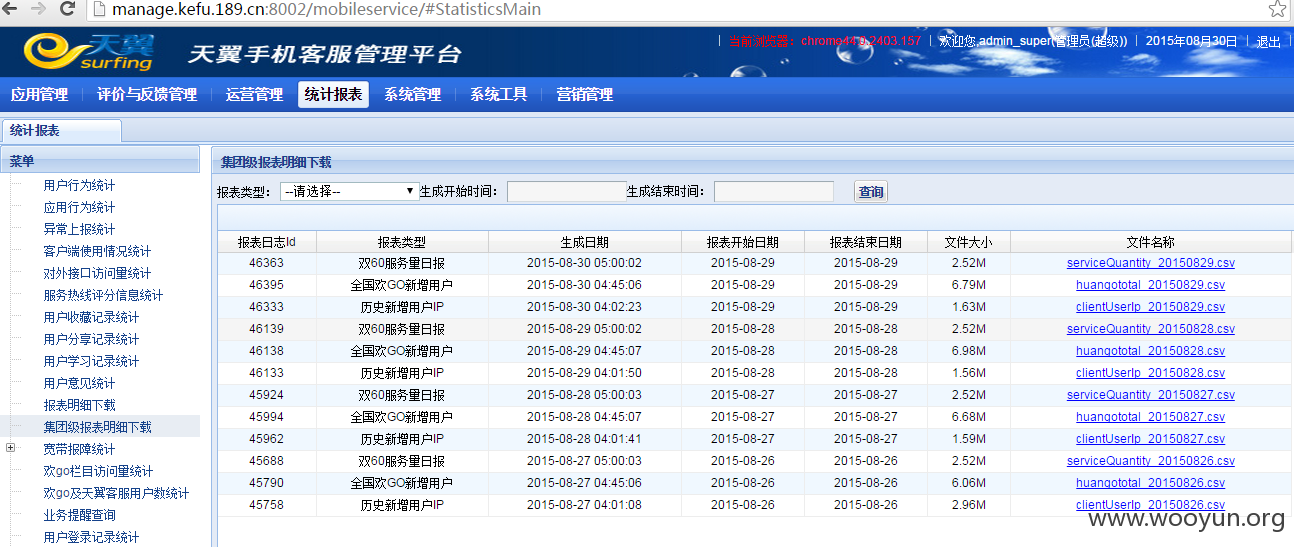 manage.kefu.189.cn:8002/mobileservice/#StatisticsMain
天翼 surfing 天翼手机客服管理平台
当前浏览器：chromo44.9.2403.157 | 欢迎您,admin_super(管理员(超级)) | 2015年08月30日 | 退出
应用管理 评价与反馈管理 运营管理 统计报表 系统管理 系统工具 营销管理
统计报表
菜单
用户行为统计
应用行为统计
异常上报统计
客户端使用情况统计
对外接口访问量统计
服务热线评分信息统计
用户收藏记录统计
用户分享记录统计
用户学习记录统计
用户意见统计
报表明细下载
集团级报表明细下载
宽带报障统计
欢go栏目访问量统计
欢go及天翼客服用户数统计
业务提醒查询
用户登录记录统计
集团级报表明细下载
报表类型： --请选择-- 生成开始时间： 生成结束时间： 查询
报表日志Id 报表类型 生成日期 报表开始日期 报表结束日期 文件大小 文件名称
46363 双60服务量日报 2015-08-30 05:00:02 2015-08-29 2015-08-29 2.52M serviceQuantity_20150829.csv
46395 全国欢GO新增用户 2015-08-30 04:45:06 2015-08-29 2015-08-29 6.79M huangototal_20150829.csv
46333 历史新增用户IP 2015-08-30 04:02:23 2015-08-29 2015-08-29 1.63M clientUserIp_20150829.csv
46139 双60服务量日报 2015-08-29 05:00:02 2015-08-28 2015-08-28 2.52M serviceQuantity_20150828.csv
46138 全国欢GO新增用户 2015-08-29 04:45:07 2015-08-28 2015-08-28 6.98M huangototal_20150828.csv
46133 历史新增用户IP 2015-08-29 04:01:50 2015-08-28 2015-08-28 1.56M clientUserIp_20150828.csv
45924 双60服务量日报 2015-08-28 05:00:03 2015-08-27 2015-08-27 2.52M serviceQuantity_20150827.csv
45994 全国欢GO新增用户 2015-08-28 04:45:07 2015-08-27 2015-08-27 6.68M huangototal_20150827.csv
45962 历史新增用户IP 2015-08-28 04:01:41 2015-08-27 2015-08-27 1.59M clientUserIp_20150827.csv
45688 双60服务量日报 2015-08-27 05:00:03 2015-08-26 2015-08-26 2.52M serviceQuantity_20150826.csv
45790 全国欢GO新增用户 2015-08-27 04:45:06 2015-08-26 2015-08-26 6.06M huangototal_20150826.csv
45758 历史新增用户IP 2015-08-27 04:01:08 2015-08-26 2015-08-26 2.96M clientUserIp_20150826.csv
www.wooyun.org